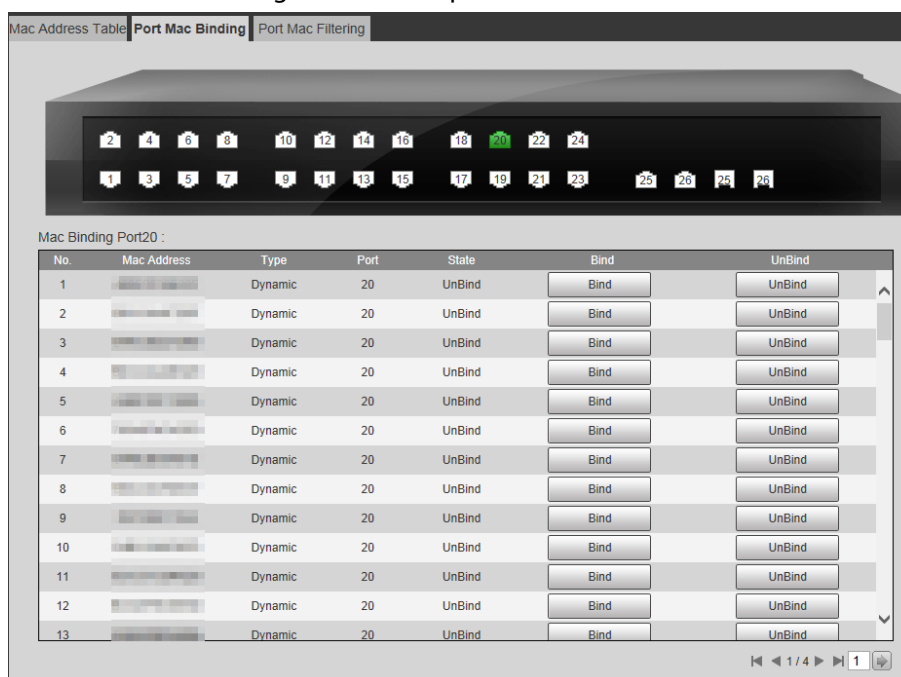 Mac Address Table Port Mac Binding Port Mac Filtering
2 4 6 8 10 12 14 16 18 20 22 24
1 3 5 7 9 11 13 15 17 19 21 23 25 26 25 26
Mac Binding Port20 :
No. Mac Address Type Port State Bind UnBind
1 Dynamic 20 UnBind Bind UnBind
2 Dynamic 20 UnBind Bind UnBind
3 Dynamic 20 UnBind Bind UnBind
4 Dynamic 20 UnBind Bind UnBind
5 Dynamic 20 UnBind Bind UnBind
6 Dynamic 20 UnBind Bind UnBind
7 Dynamic 20 UnBind Bind UnBind
8 Dynamic 20 UnBind Bind UnBind
9 Dynamic 20 UnBind Bind UnBind
10 Dynamic 20 UnBind Bind UnBind
11 Dynamic 20 UnBind Bind UnBind
12 Dynamic 20 UnBind Bind UnBind
13 Dynamic 20 UnBind Bind UnBind
1 / 4 1